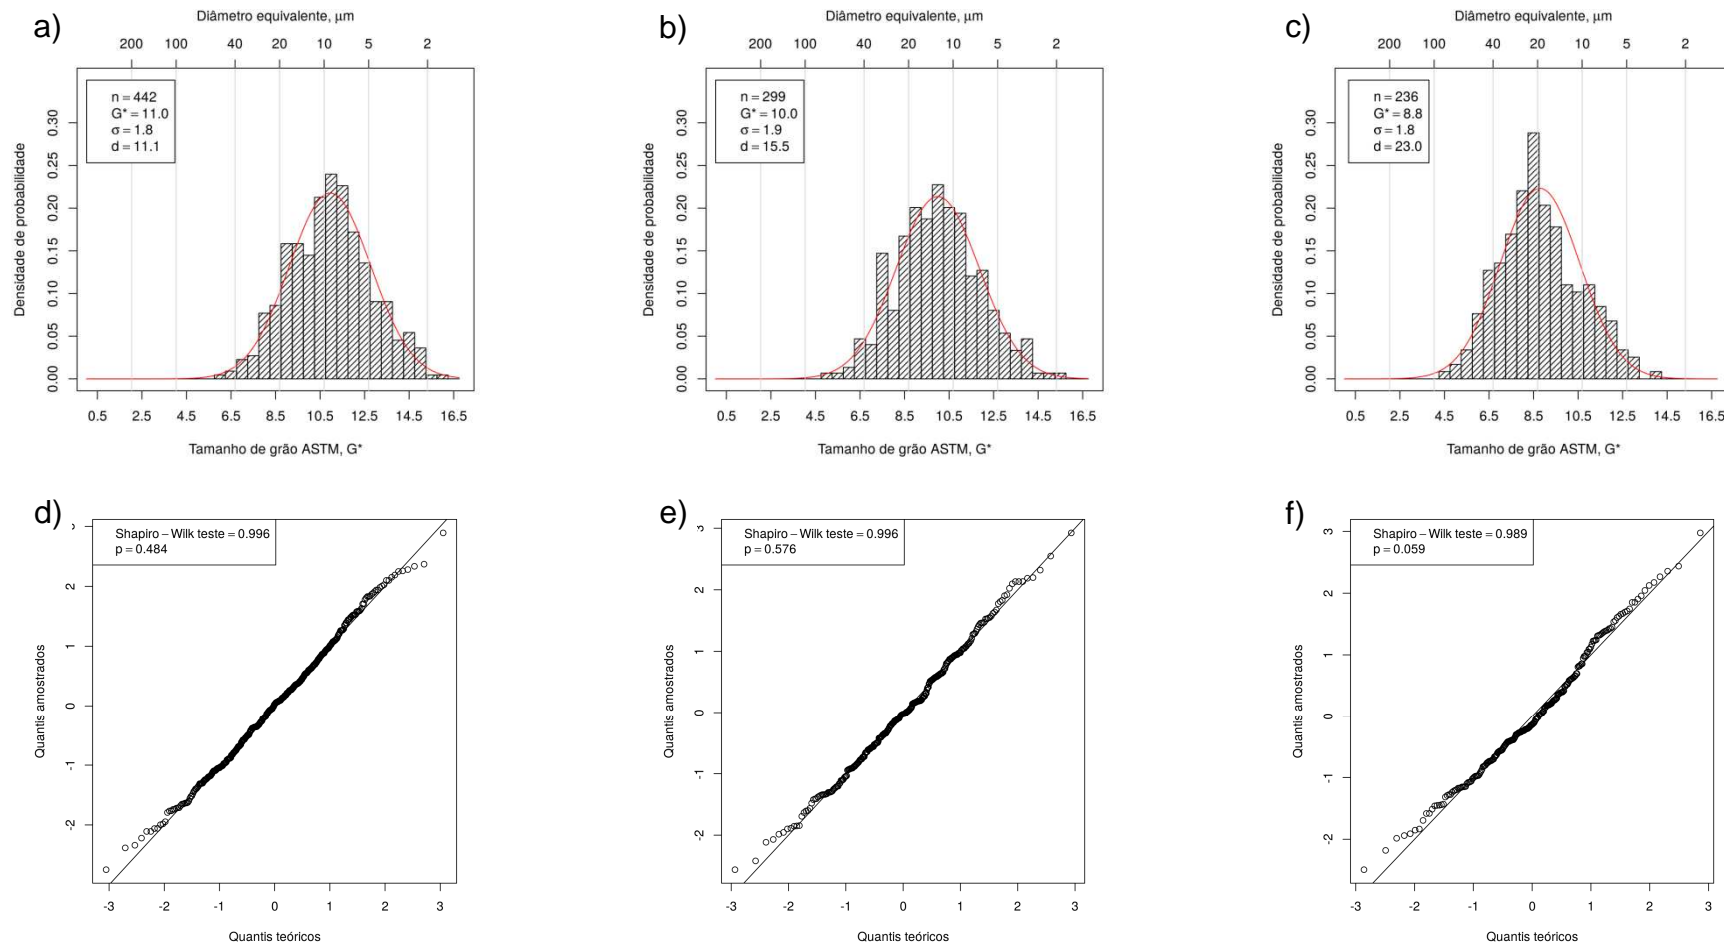 a)
Diâmetro equivalente, μm
200 100 40 20 10 5 2
n = 442
G* = 11.0
σ = 1.8
d = 11.1
Densidade de probabilidade
0.00 0.05 0.10 0.15 0.20 0.25 0.30
0.5 2.5 4.5 6.5 8.5 10.5 12.5 14.5 16.5
Tamanho de grão ASTM, G*
b)
Diâmetro equivalente, μm
200 100 40 20 10 5 2
n = 299
G* = 10.0
σ = 1.9
d = 15.5
Densidade de probabilidade
0.00 0.05 0.10 0.15 0.20 0.25 0.30
0.5 2.5 4.5 6.5 8.5 10.5 12.5 14.5 16.5
Tamanho de grão ASTM, G*
c)
Diâmetro equivalente, μm
200 100 40 20 10 5 2
n = 236
G* = 8.8
σ = 1.8
d = 23.0
Densidade de probabilidade
0.00 0.05 0.10 0.15 0.20 0.25 0.30
0.5 2.5 4.5 6.5 8.5 10.5 12.5 14.5 16.5
Tamanho de grão ASTM, G*
d)
Shapiro – Wilk teste = 0.996
p = 0.484
Quantis amostrados
-2 -1 0 1 2
-3 -2 -1 0 1 2 3
Quantis teóricos
e)
Shapiro – Wilk teste = 0.996
p = 0.576
Quantis amostrados
-2 -1 0 1 2 3
-3 -2 -1 0 1 2 3
Quantis teóricos
f)
Shapiro – Wilk teste = 0.989
p = 0.059
Quantis amostrados
-2 -1 0 1 2 3
-3 -2 -1 0 1 2 3
Quantis teóricos